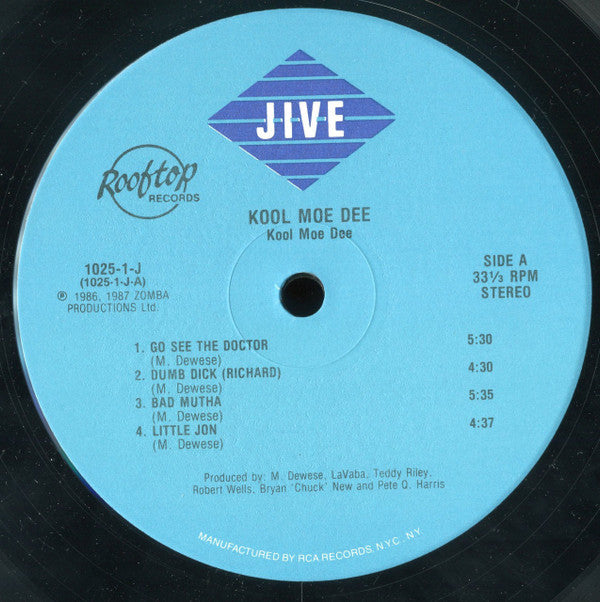 JIVE
Rooftop
RECORDS
KOOL MOE DEE
Kool Moe Dee
1025-1-J
(1025-1-J-A)
℗ 1986, 1987 ZOMBA
PRODUCTIONS Ltd.
SIDE A
33⅓ RPM
STEREO
1. GO SEE THE DOCTOR 5:30
(M. Dewese)
2. DUMB DICK (RICHARD) 4:30
(M. Dewese)
3. BAD MUTHA 5:35
(M. Dewese)
4. LITTLE JON 4:37
(M. Dewese)
Produced by: M. Dewese, LaVaba, Teddy Riley,
Robert Wells, Bryan 'Chuck' New and Pete Q. Harris
MANUFACTURED BY RCA RECORDS, N.Y.C., N.Y.